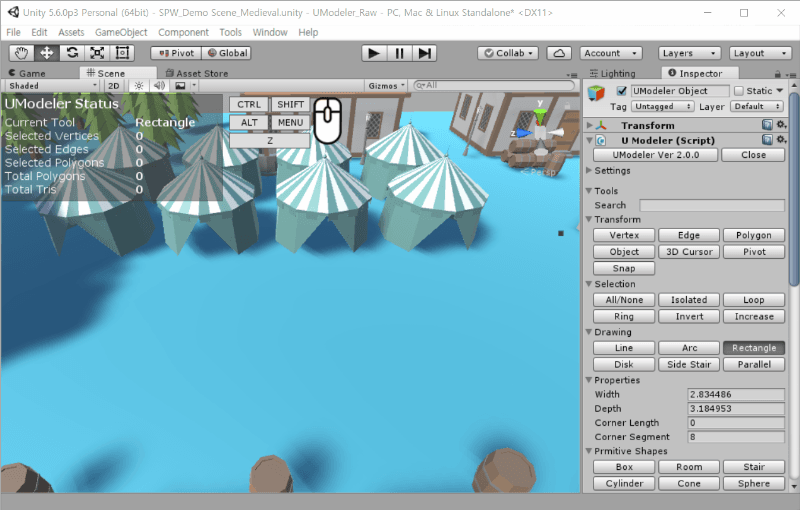 Unity 5.6.0p3 Personal (64bit) - SPW_Demo Scene_Medieval.unity - UModeler_Raw - PC, Mac & Linux Standalone* <DX11>
File Edit Assets GameObject Component Tools Window Help
Pivot Global Collab Account Layers Layout
Game Scene Asset Store Lighting Inspector
Shaded 2D Gizmos All
UModeler Object Static
Tag Untagged Layer Default
UModeler Status
Current Tool Rectangle
Selected Vertices 0
Selected Edges 0
Selected Polygons 0
Total Polygons 0
Total Tris 0
CTRL SHIFT
ALT MENU
Z
y
z
Persp
Transform
U Modeler (Script)
UModeler Ver 2.0.0 Close
Settings
Tools
Search
Transform
Vertex Edge Polygon
Object 3D Cursor Pivot
Snap
Selection
All/None Isolated Loop
Ring Invert Increase
Drawing
Line Arc Rectangle
Disk Side Stair Parallel
Properties
Width 2.834486
Depth 3.184953
Corner Length 0
Corner Segment 8
Prmitive Shapes
Box Room Stair
Cylinder Cone Sphere